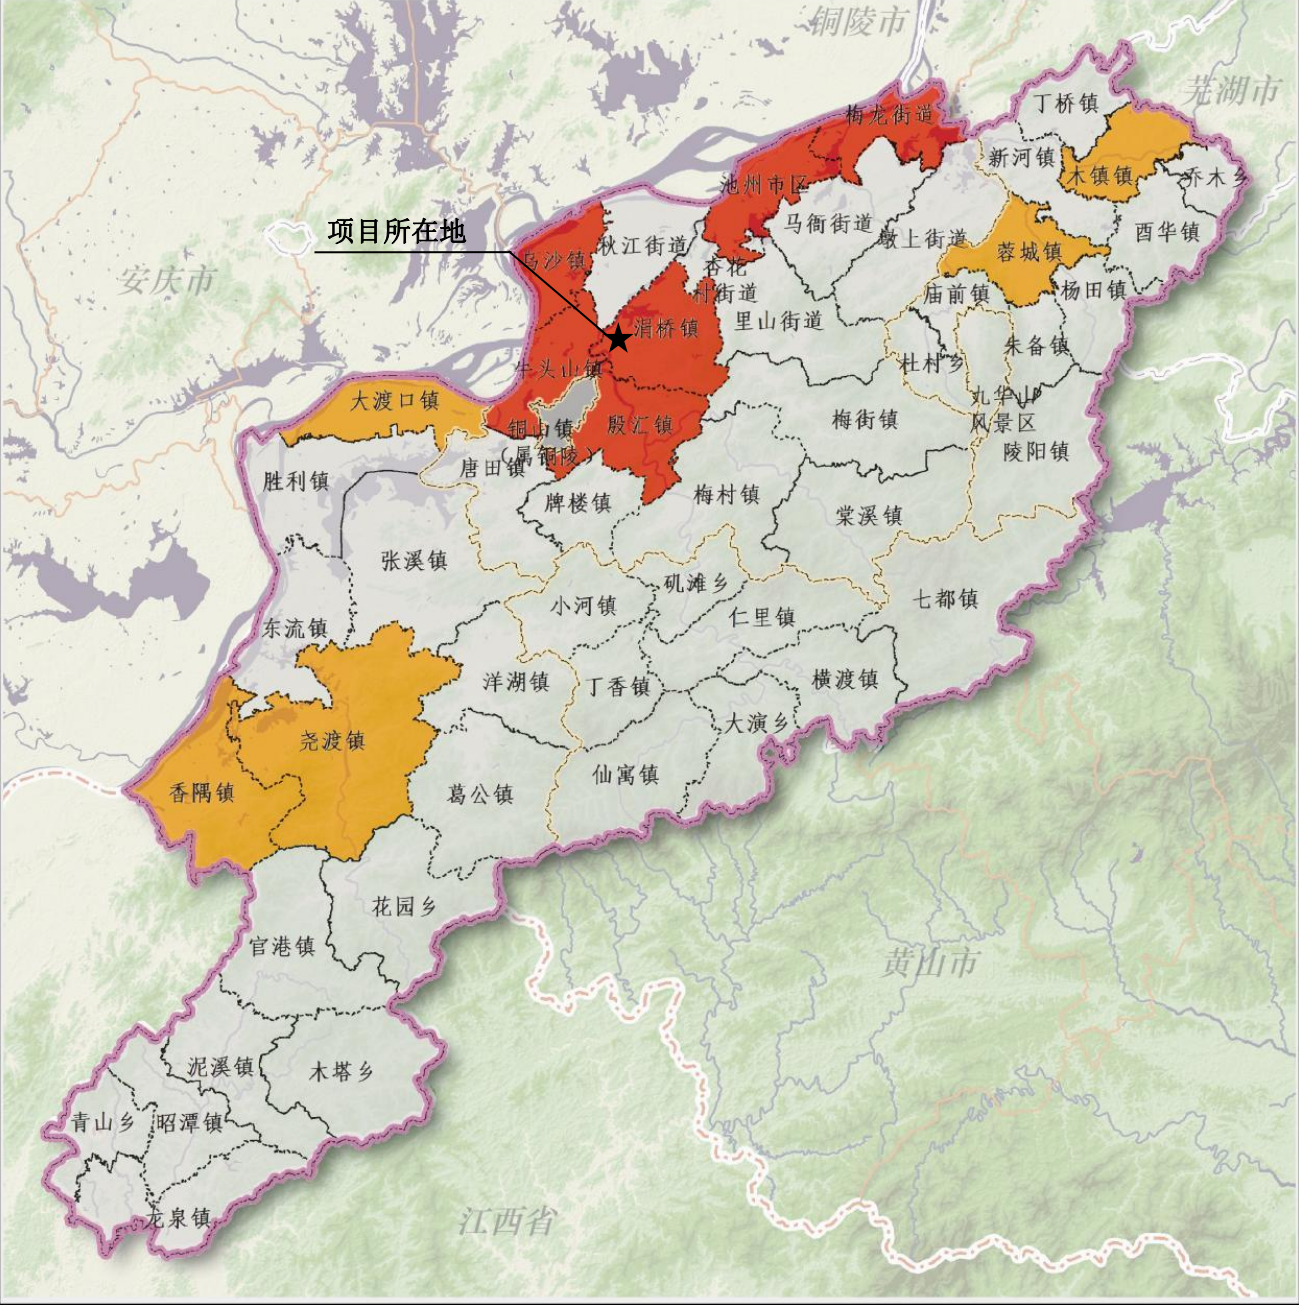 铜陵市
芜湖市
丁桥镇
梅龙街道
新河镇
木镇镇
乔木乡
池州市区
马衙街道
墩上街道
酉华镇
项目所在地
秋江街道
乌沙镇
蓉城镇
安庆市
杏花
村街道
庙前镇
杨田镇
里山街道
涓桥镇
朱备镇
杜村乡
牛头山镇
大渡口镇
九华山
风景区
梅街镇
铜山镇
(属铜陵)
殷汇镇
陵阳镇
唐田镇
胜利镇
牌楼镇
梅村镇
棠溪镇
张溪镇
矶滩乡
小河镇
仁里镇
七都镇
东流镇
洋湖镇
丁香镇
横渡镇
大演乡
尧渡镇
仙寓镇
香隅镇
葛公镇
花园乡
官港镇
黄山市
泥溪镇
木塔乡
青山乡
昭潭镇
龙泉镇
江西省